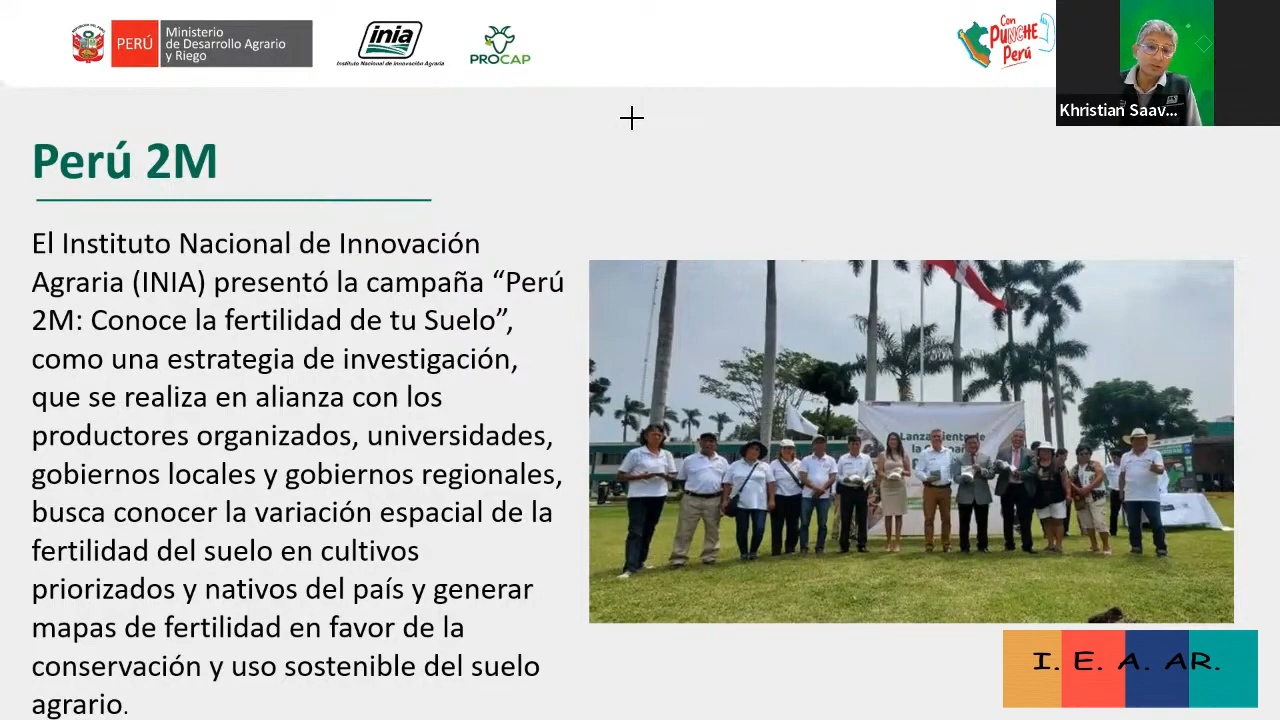 PERÚ
Ministerio
de Desarrollo Agrario
y Riego
inia
Instituto Nacional de Innovación Agraria
PROCAP
Con
PUNCHE
Perú
Khristian Saav...
Perú 2M
El Instituto Nacional de Innovación
Agraria (INIA) presentó la campaña “Perú
2M: Conoce la fertilidad de tu Suelo”,
como una estrategia de investigación,
que se realiza en alianza con los
productores organizados, universidades,
gobiernos locales y gobiernos regionales,
busca conocer la variación espacial de la
fertilidad del suelo en cultivos
priorizados y nativos del país y generar
mapas de fertilidad en favor de la
conservación y uso sostenible del suelo
agrario.
Lanzamiento de
la Campaña
I. E. A. AR.